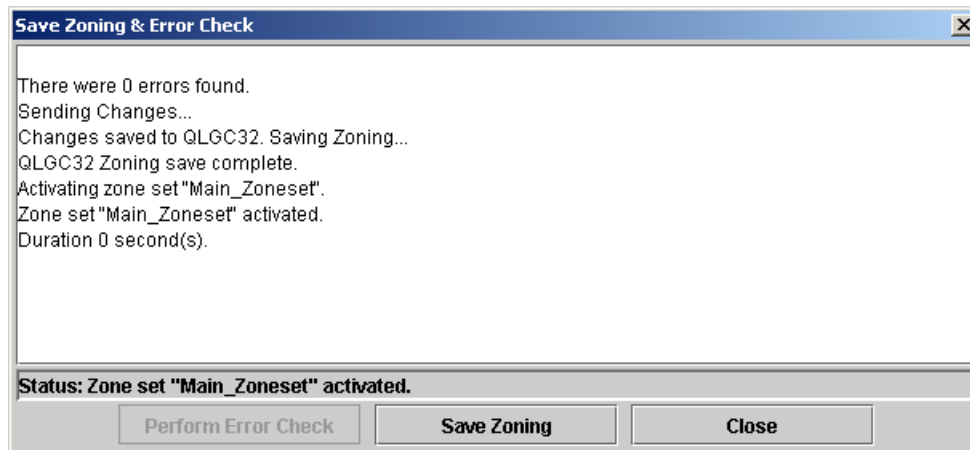 Save Zoning & Error Check
There were 0 errors found.
Sending Changes...
Changes saved to QLGC32. Saving Zoning...
QLGC32 Zoning save complete.
Activating zone set "Main_Zoneset".
Zone set "Main_Zoneset" activated.
Duration 0 second(s).
Status: Zone set "Main_Zoneset" activated.
Perform Error Check Save Zoning Close